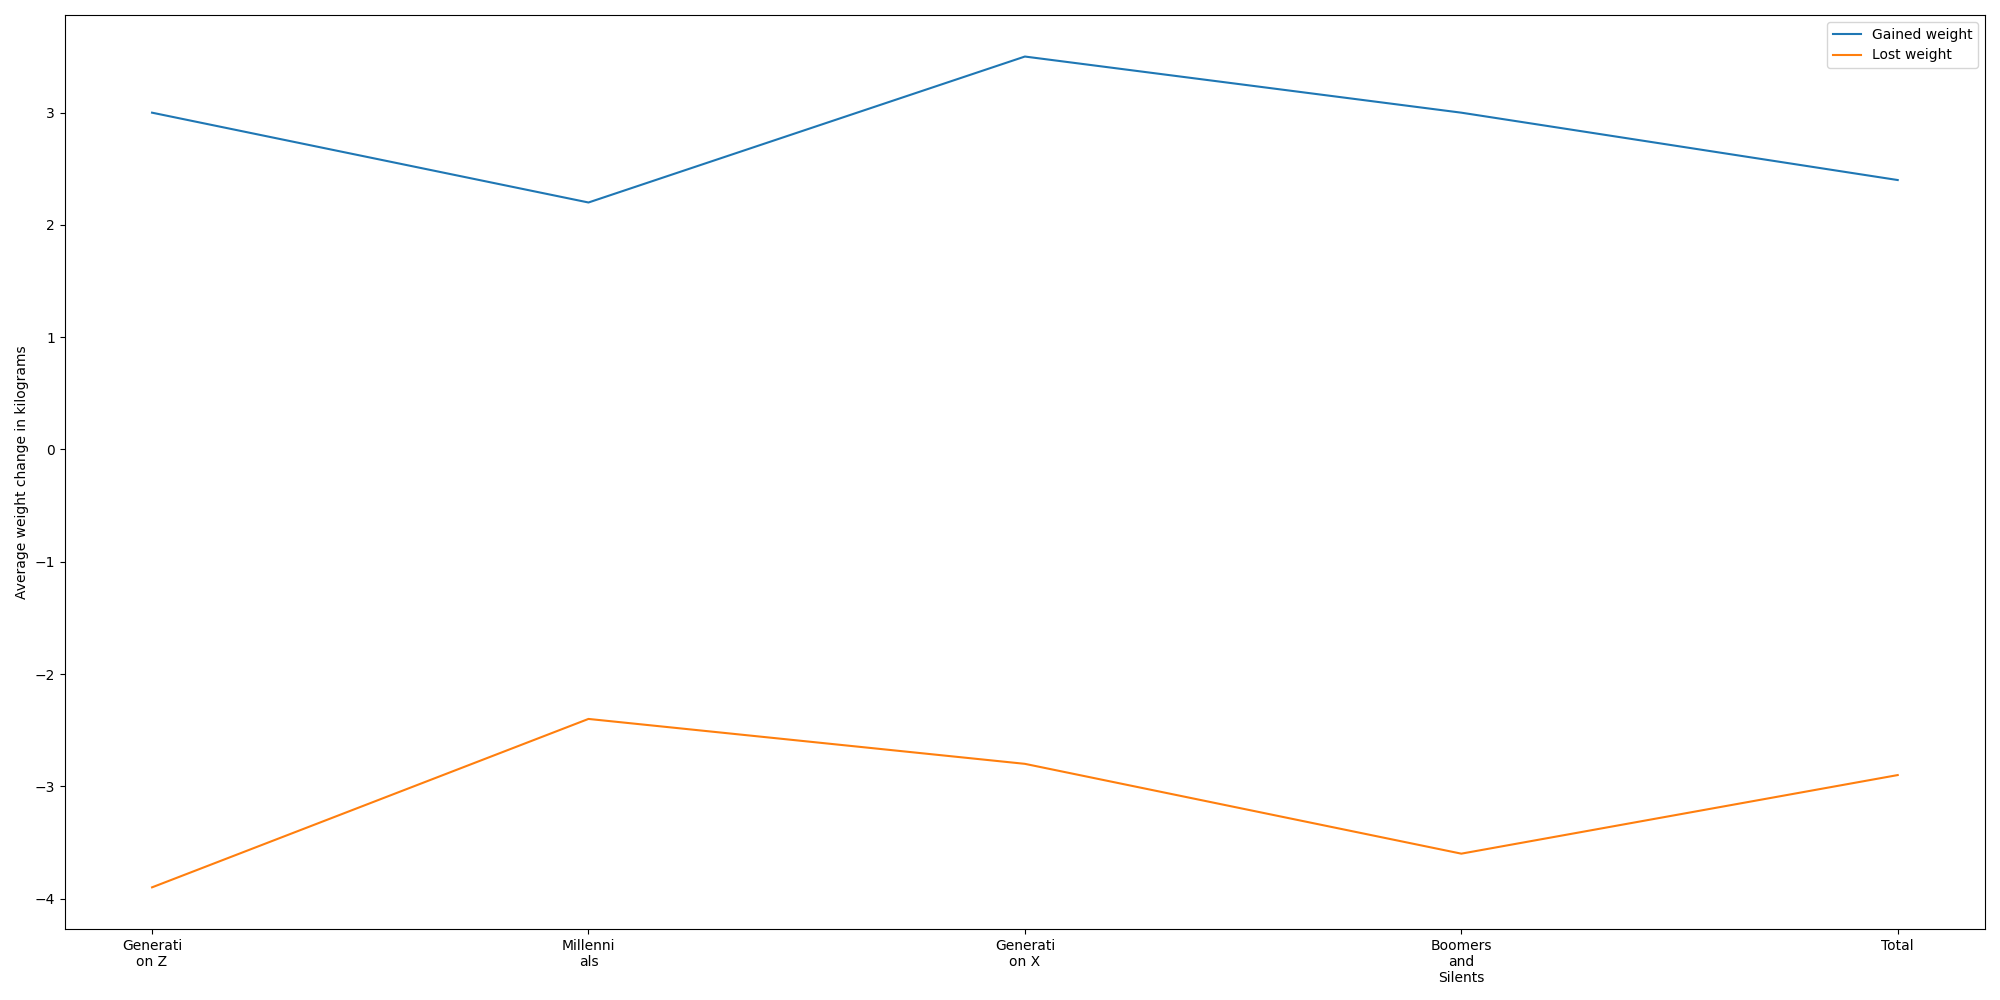 Gained weight
Lost weight
Average weight change in kilograms
3
2
1
0
−1
−2
−3
−4
Generati
on Z
Millenni
als
Generati
on X
Boomers
and
Silents
Total